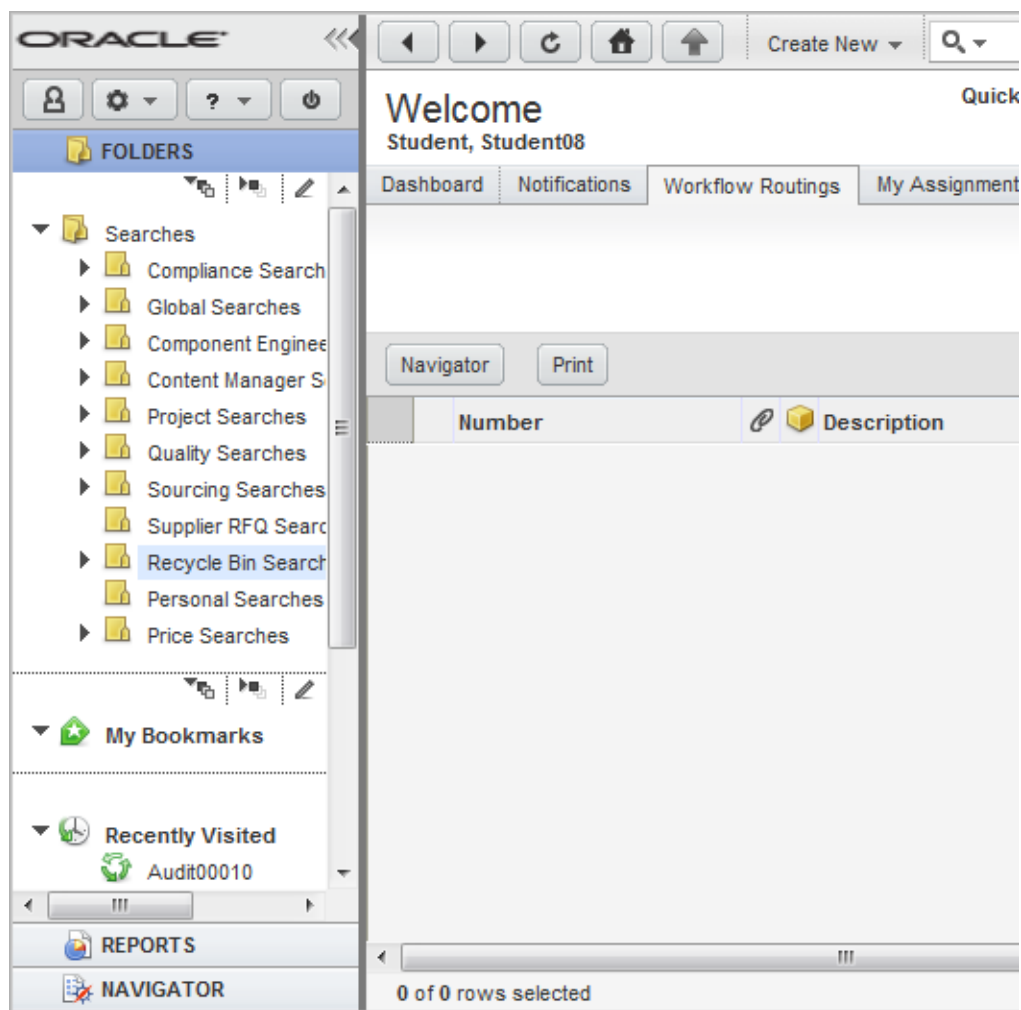 ORACLE
Create New
?
Welcome
Quick
Student, Student08
FOLDERS
Dashboard
Notifications
Workflow Routings
My Assignment
Searches
Compliance Search
Global Searches
Component Enginee
Content Manager S
Project Searches
Quality Searches
Sourcing Searches
Supplier RFQ Searc
Recycle Bin Search
Personal Searches
Price Searches
Navigator
Print
Number
Description
My Bookmarks
Recently Visited
Audit00010
REPORTS
NAVIGATOR
0 of 0 rows selected